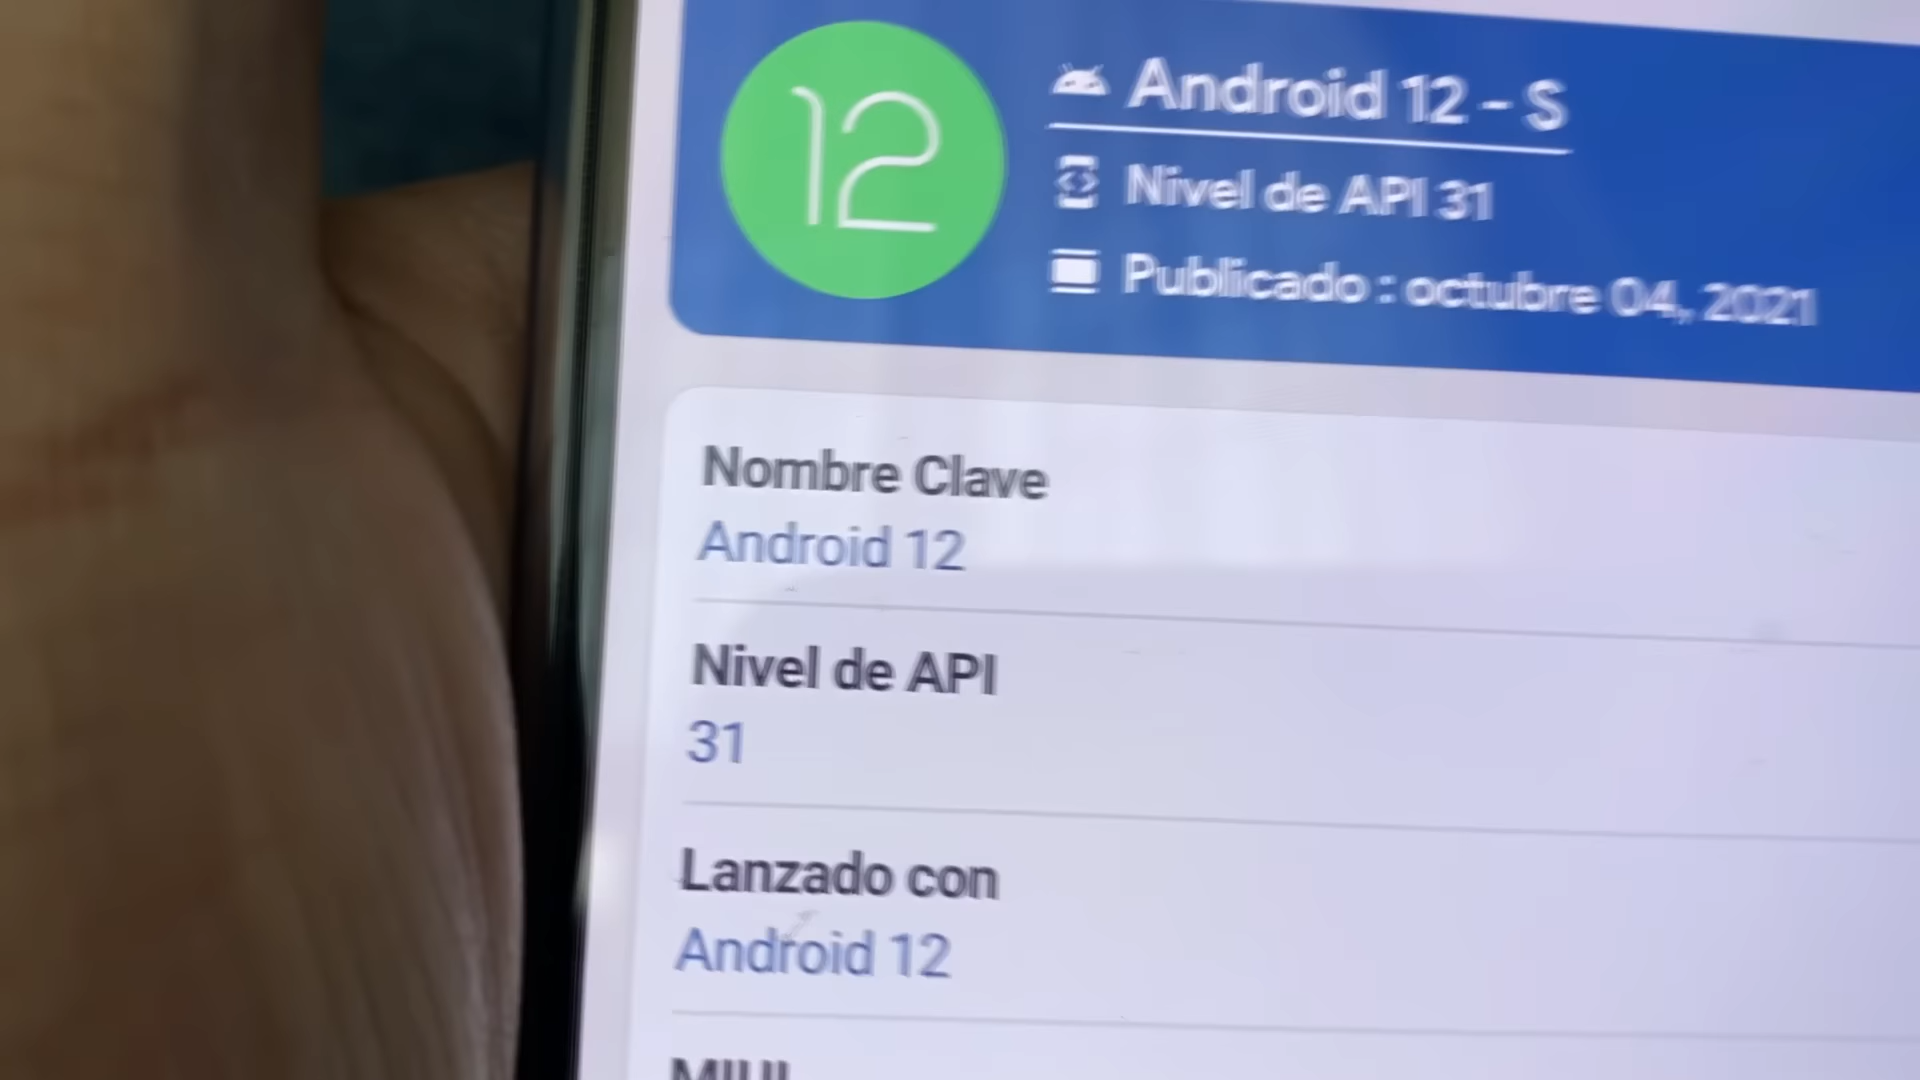 12
Android 12 - S
Nivel de API 31
Publicado : octubre 04, 2021
Nombre Clave
Android 12
Nivel de API
31
Lanzado con
Android 12
MIUI